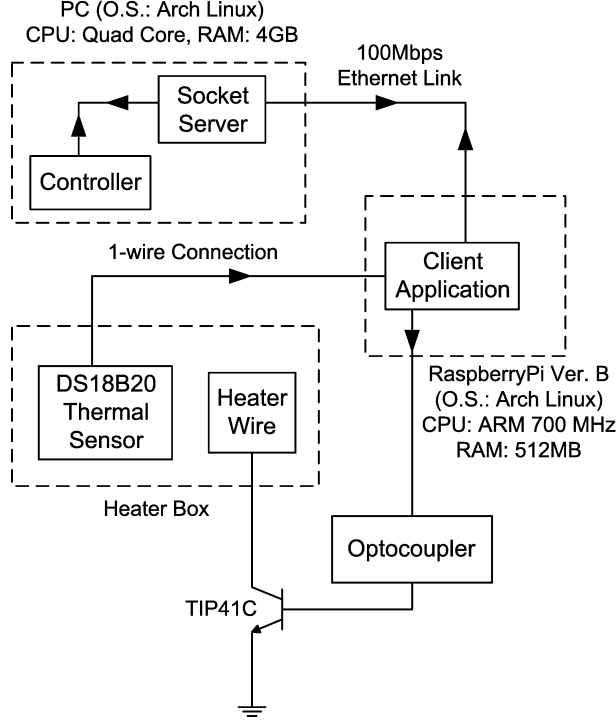 PC (O.S.: Arch Linux)
CPU: Quad Core, RAM: 4GB
100Mbps
Ethernet Link
Socket
Server
Controller
1-wire Connection
Client
Application
DS18B20
Thermal
Sensor
Heater
Wire
RaspberryPi Ver. B
(O.S.: Arch Linux)
CPU: ARM 700 MHz
RAM: 512MB
Heater Box
Optocoupler
TIP41C